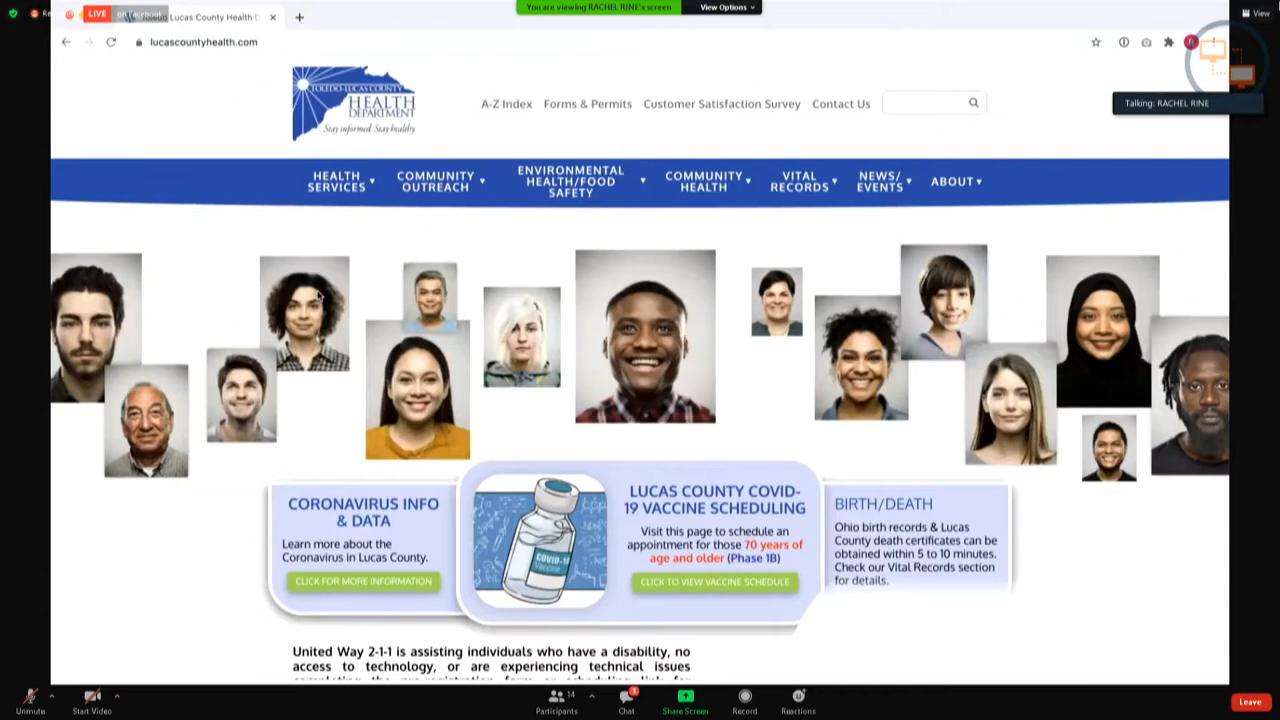 LIVE on Facebook
Lucas County Health D
You are viewing RACHEL RINE's screen
View Options
View
lucascountyhealth.com
R
Talking: RACHEL RINE
TOLEDO-LUCAS COUNTY
HEALTH
DEPARTMENT
Stay informed. Stay healthy.
A-Z Index Forms & Permits Customer Satisfaction Survey Contact Us
HEALTH
SERVICES
COMMUNITY
OUTREACH
ENVIRONMENTAL
HEALTH/FOOD
SAFETY
COMMUNITY
HEALTH
VITAL
RECORDS
NEWS/
EVENTS
ABOUT
CORONAVIRUS INFO
& DATA
Learn more about the
Coronavirus in Lucas County.
CLICK FOR MORE INFORMATION
COVID-19
Vaccine
LUCAS COUNTY COVID-
19 VACCINE SCHEDULING
Visit this page to schedule an
appointment for those 70 years of
age and older (Phase 1B)
CLICK TO VIEW VACCINE SCHEDULE
BIRTH/DEATH
Ohio birth records & Lucas
County death certificates can be
obtained within 5 to 10 minutes.
Check our Vital Records section
for details.
United Way 2-1-1 is assisting individuals who have a disability, no
access to technology, or are experiencing technical issues
Unmute
Start Video
14
Participants
1
Chat
Share Screen
Record
Reactions
Leave